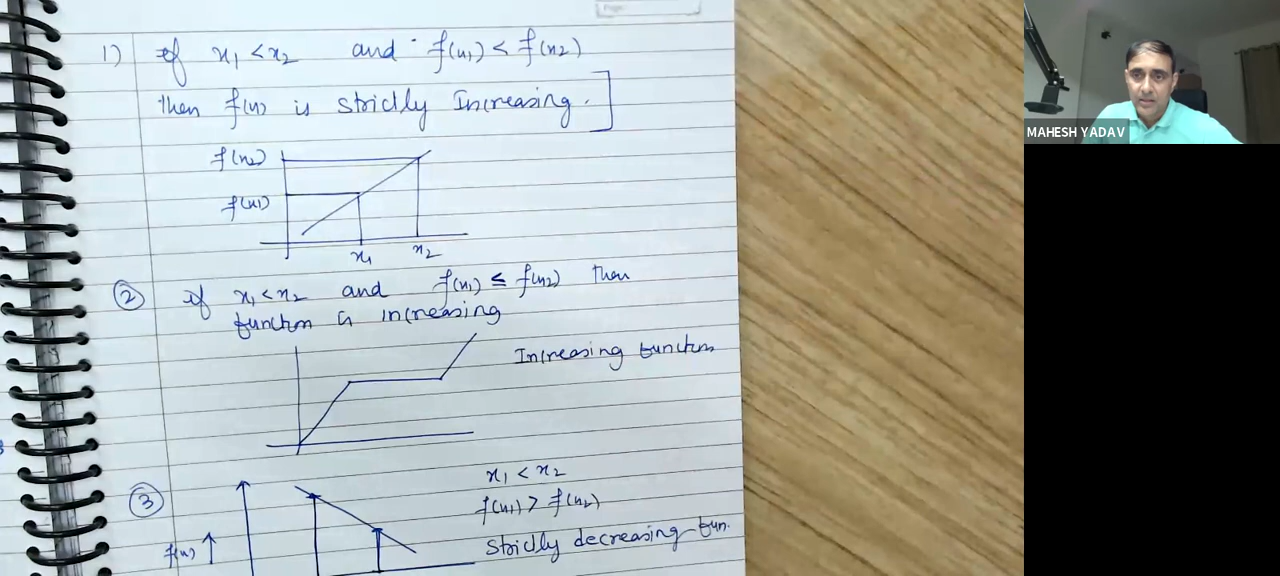 1) If x₁ < x₂ and f(x₁) < f(x₂)
then f(x) is strictly Increasing.
f(x₂)
f(x₁)
x₁ x₂
② If x₁ < x₂ and f(x₁) ≤ f(x₂) then
function is increasing
Increasing function
③
x₁ < x₂
f(x₁) > f(x₂)
f(x) ↑
Strictly decreasing fun.
MAHESH YADAV